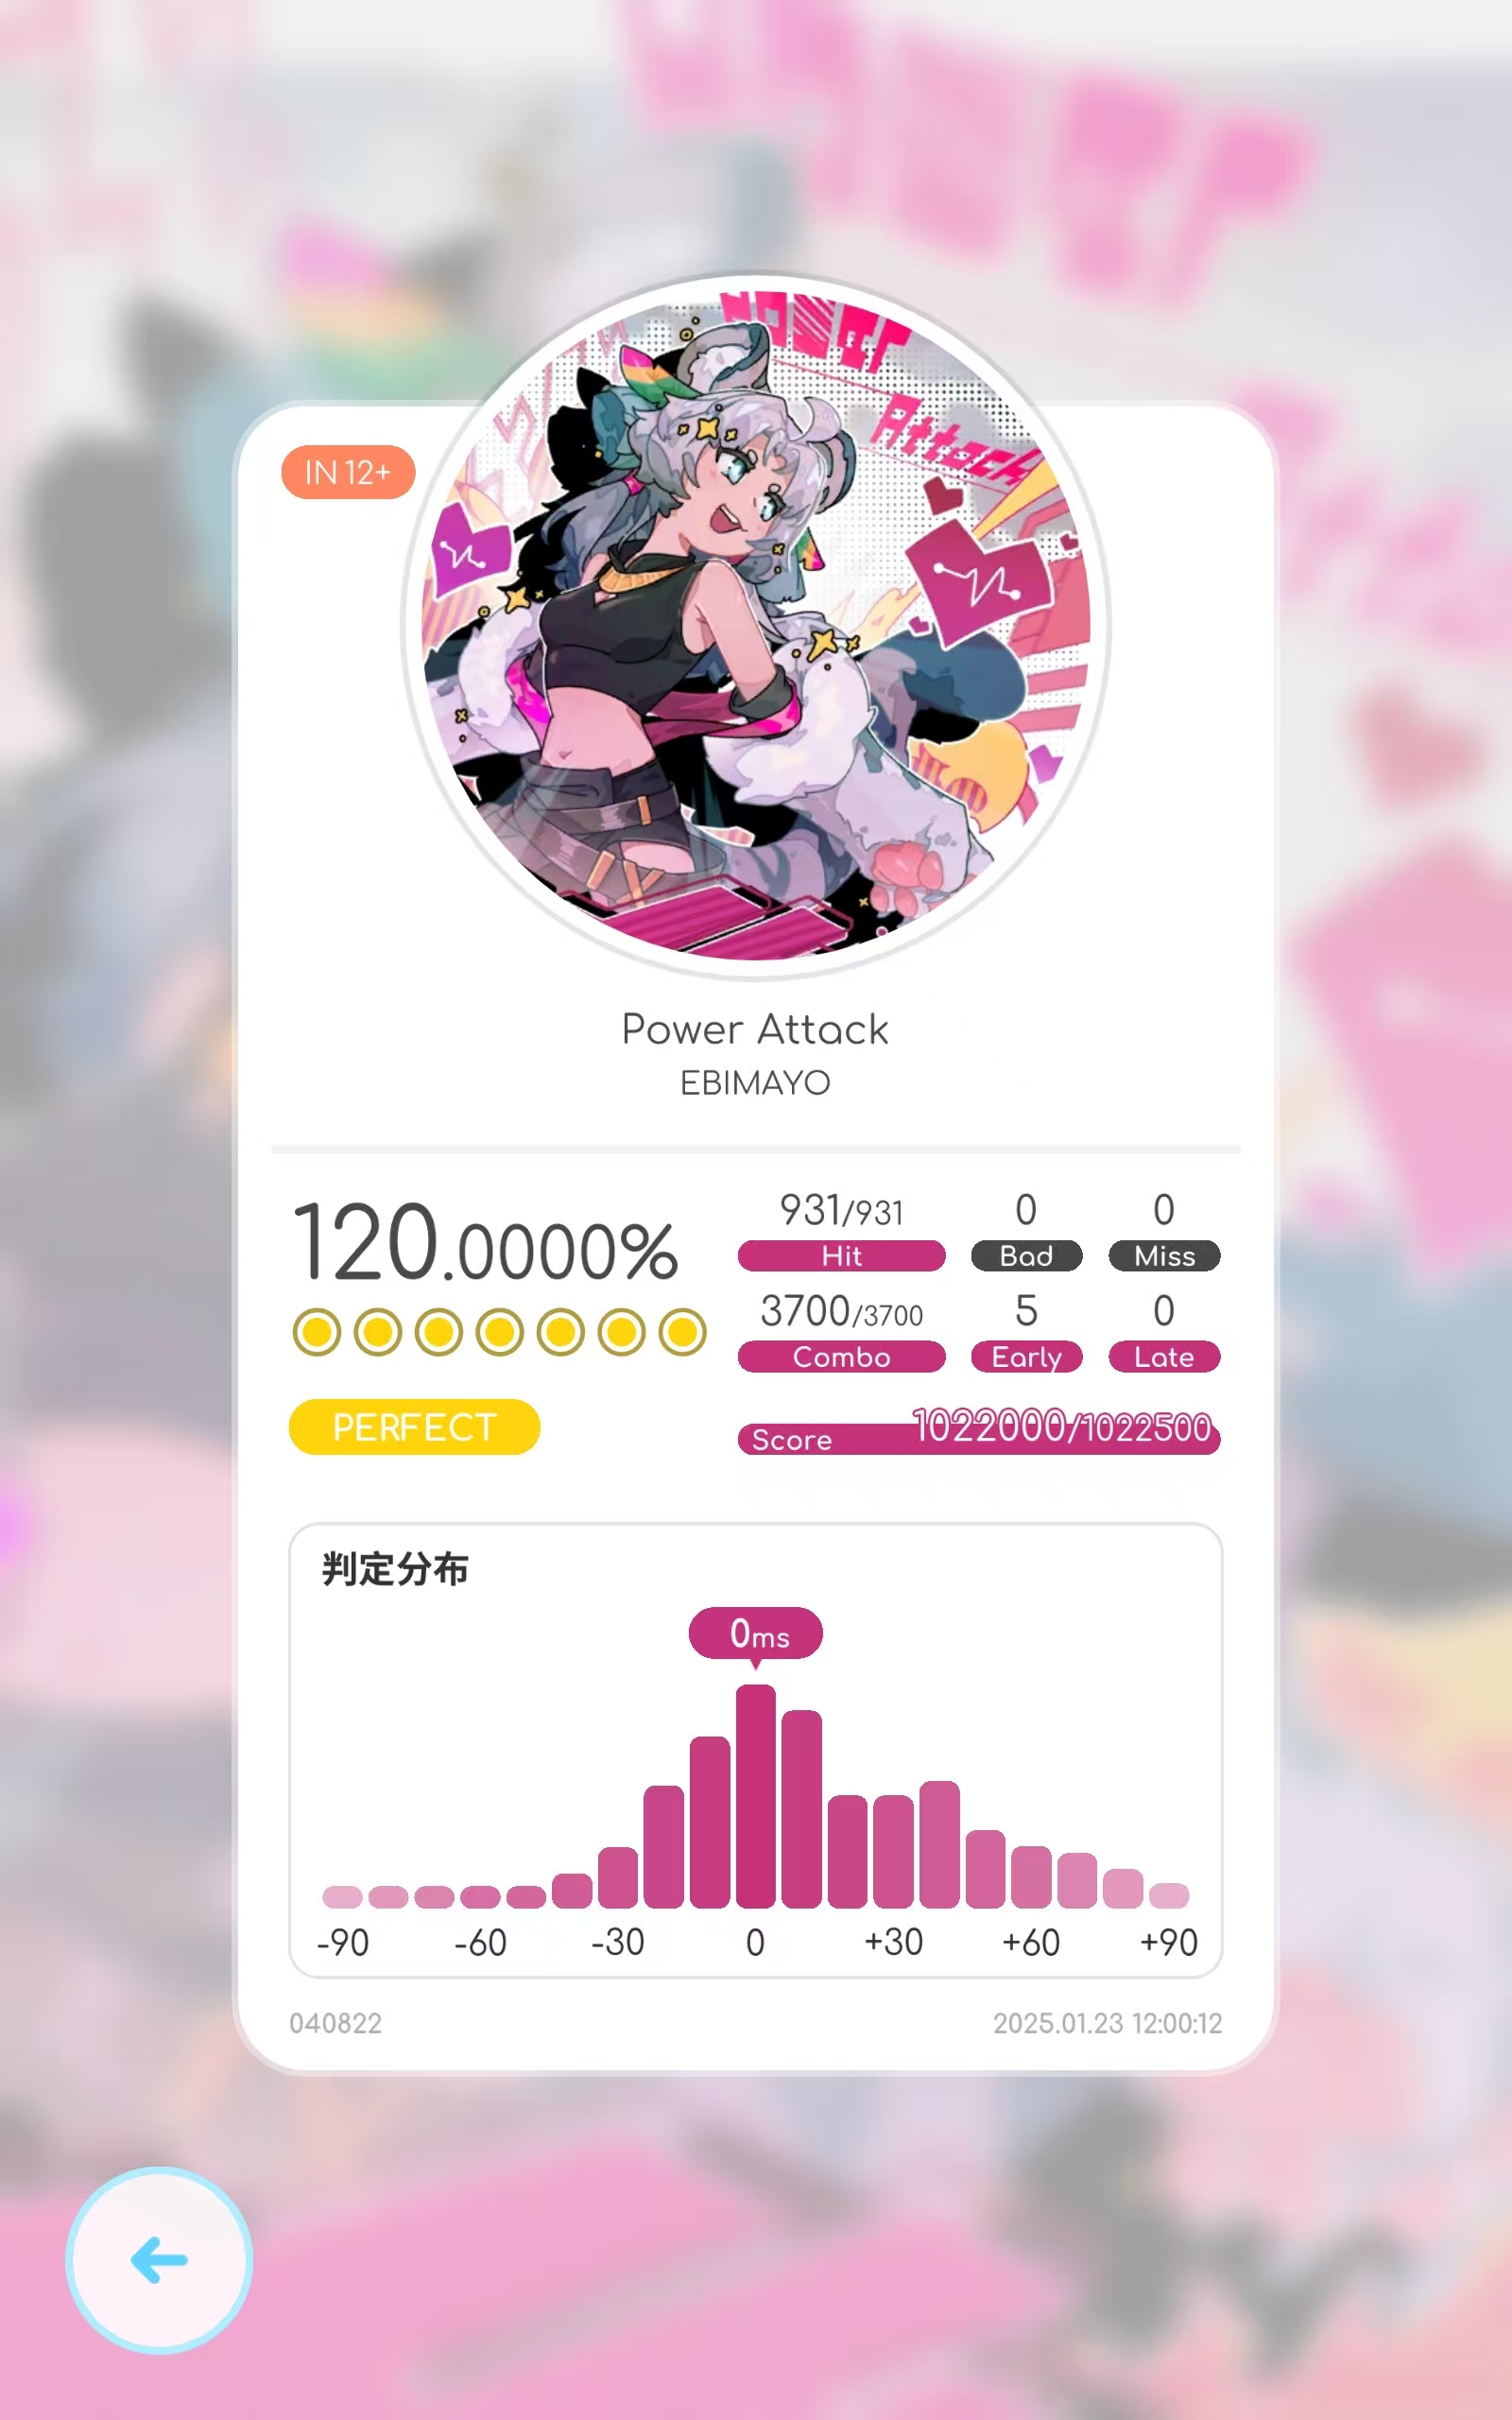 POWER
Attack
IN 12+
Power Attack
EBIMAYO
120.0000%
931/931
Hit
0
Bad
0
Miss
3700/3700
Combo
5
Early
0
Late
PERFECT
Score 1022000/1022500
判定分布
0ms
-90 -60 -30 0 +30 +60 +90
040822
2025.01.23 12:00:12